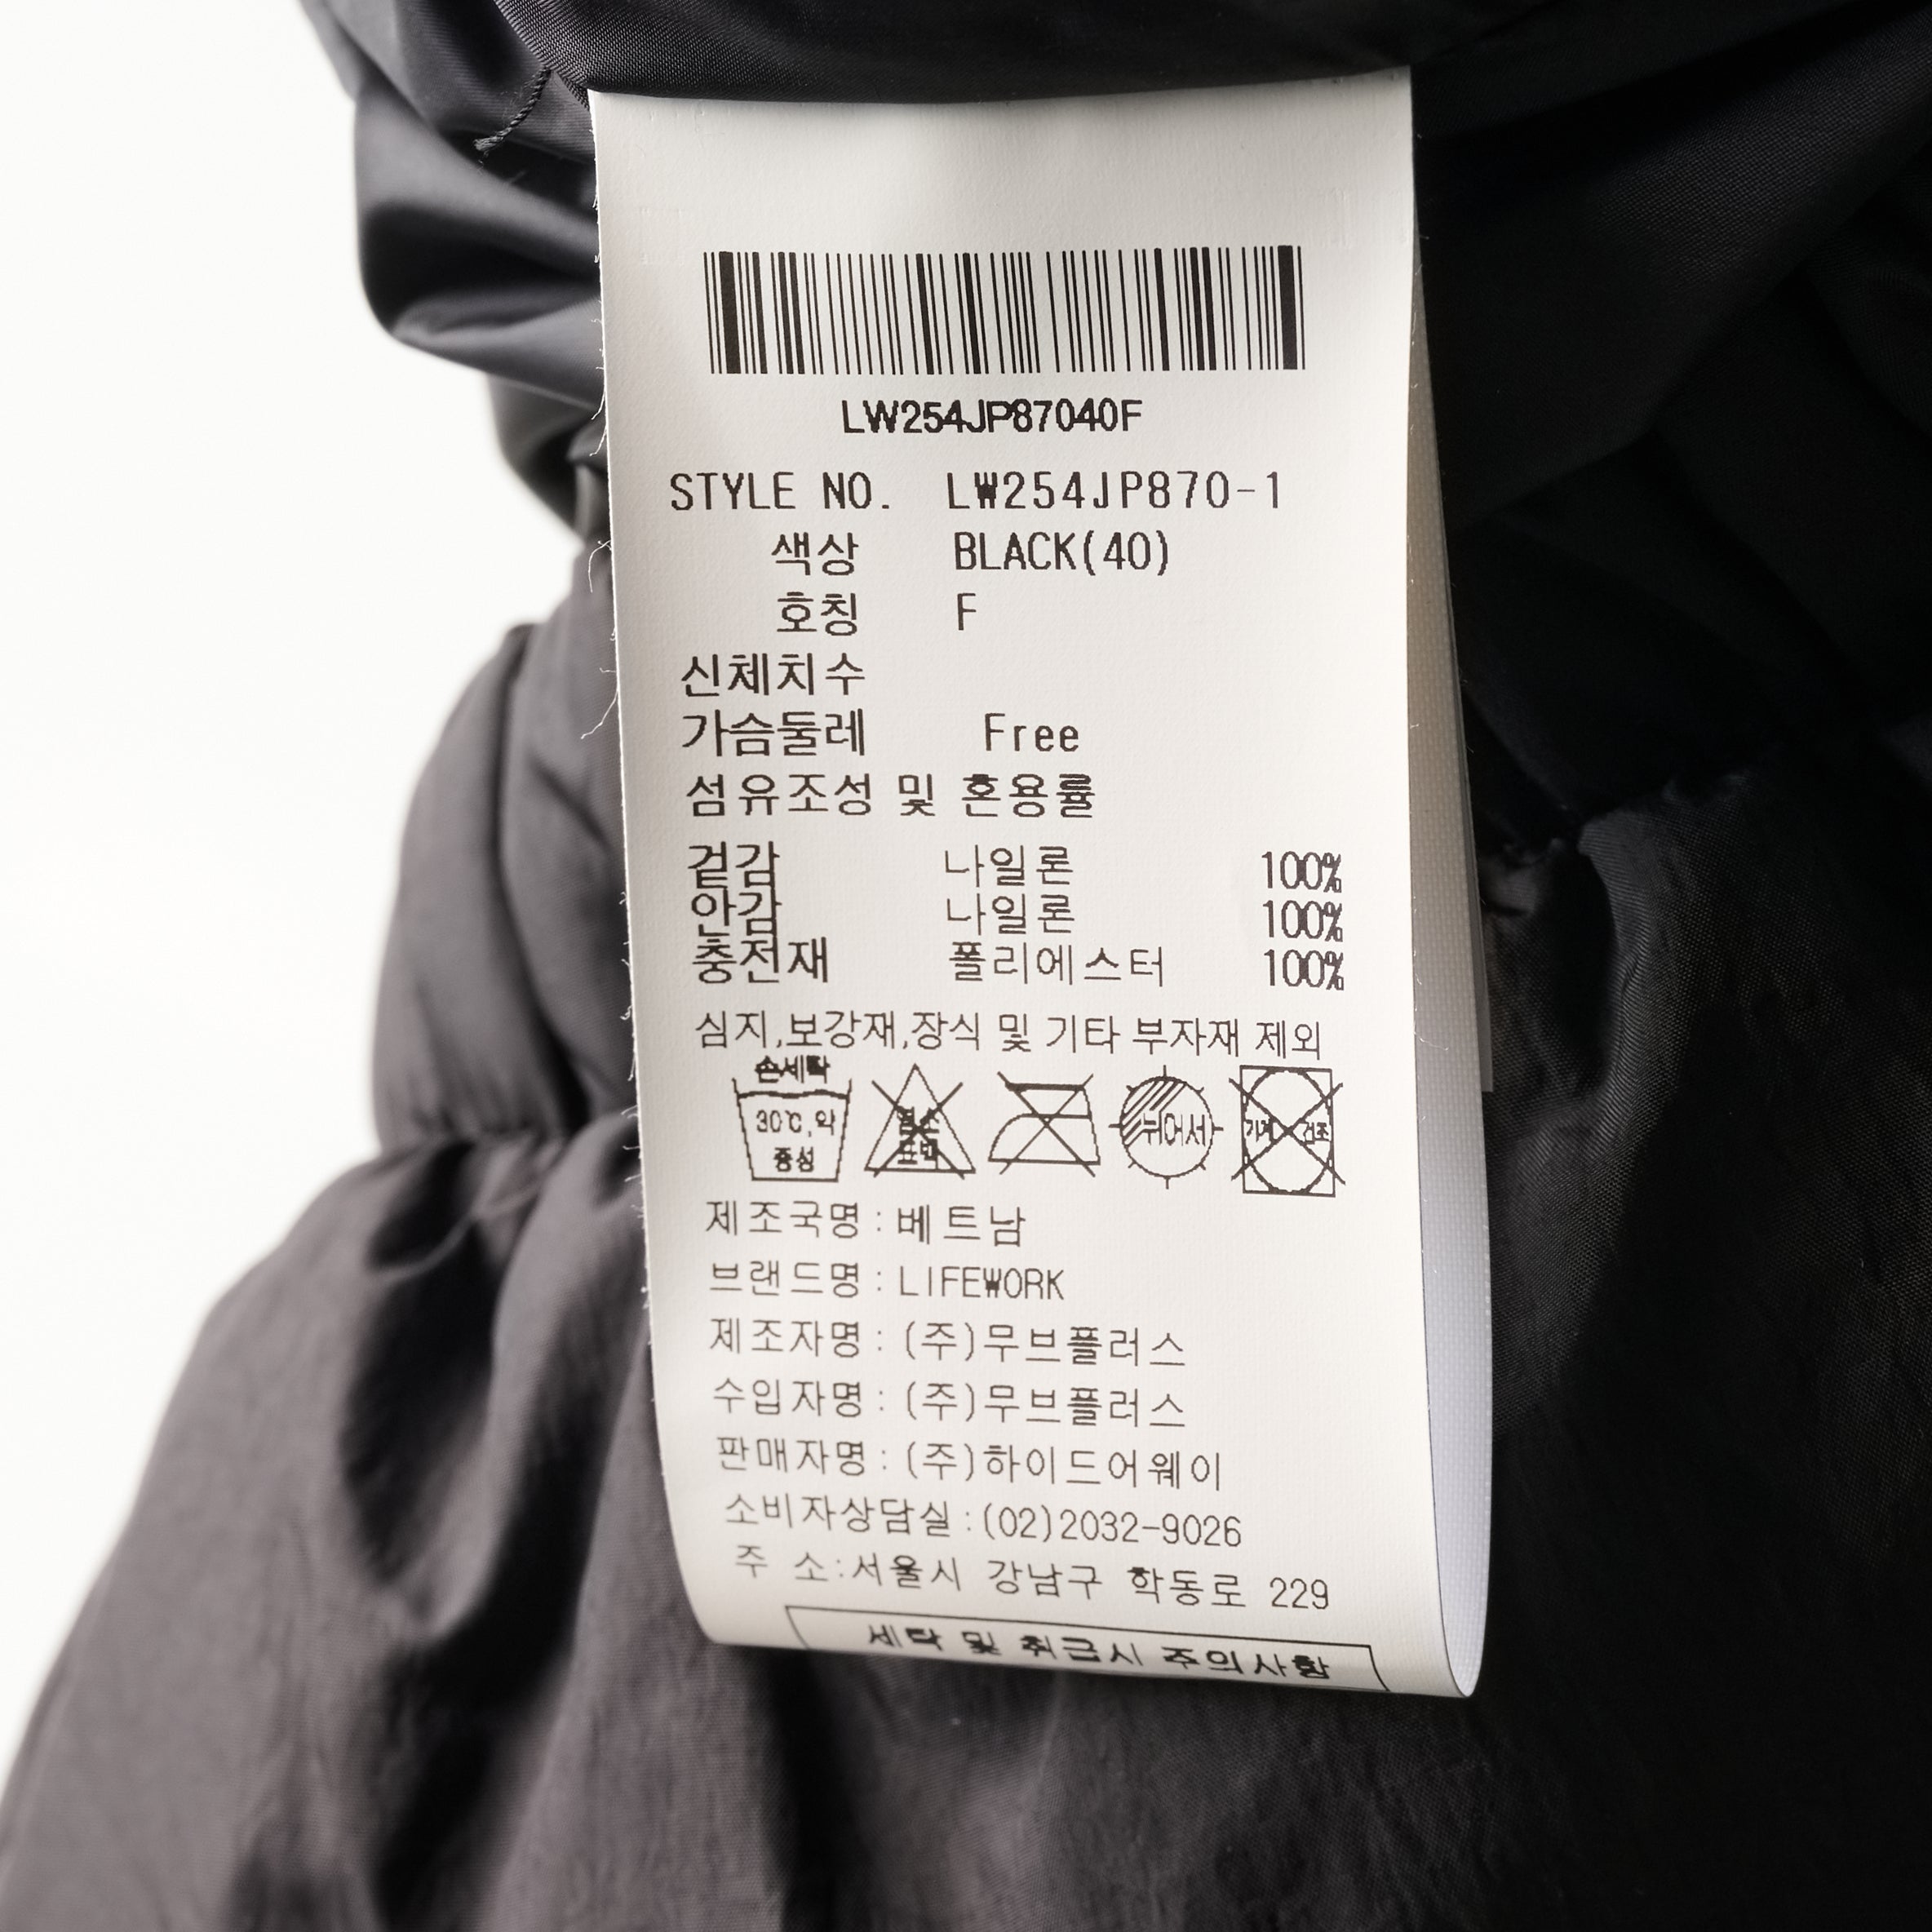 LW254JP87040F
STYLE NO. LW254JP870-1
색상 BLACK(40)
호칭 F
신체치수
가슴둘레 Free
섬유조성 및 혼용률
겉감 나일론 100%
안감 나일론 100%
충전재 폴리에스터 100%
심지,보강재,장식 및 기타 부자재 제외
손세탁
30℃,약 염소 뉘어서 기계 건조
중성 표백
제조국명:베트남
브랜드명:LIFEWORK
제조자명:(주)무브플러스
수입자명:(주)무브플러스
판매자명:(주)하이드어웨이
소비자상담실:(02)2032-9026
주 소:서울시 강남구 학동로 229
세탁 및 취급시 주의사항